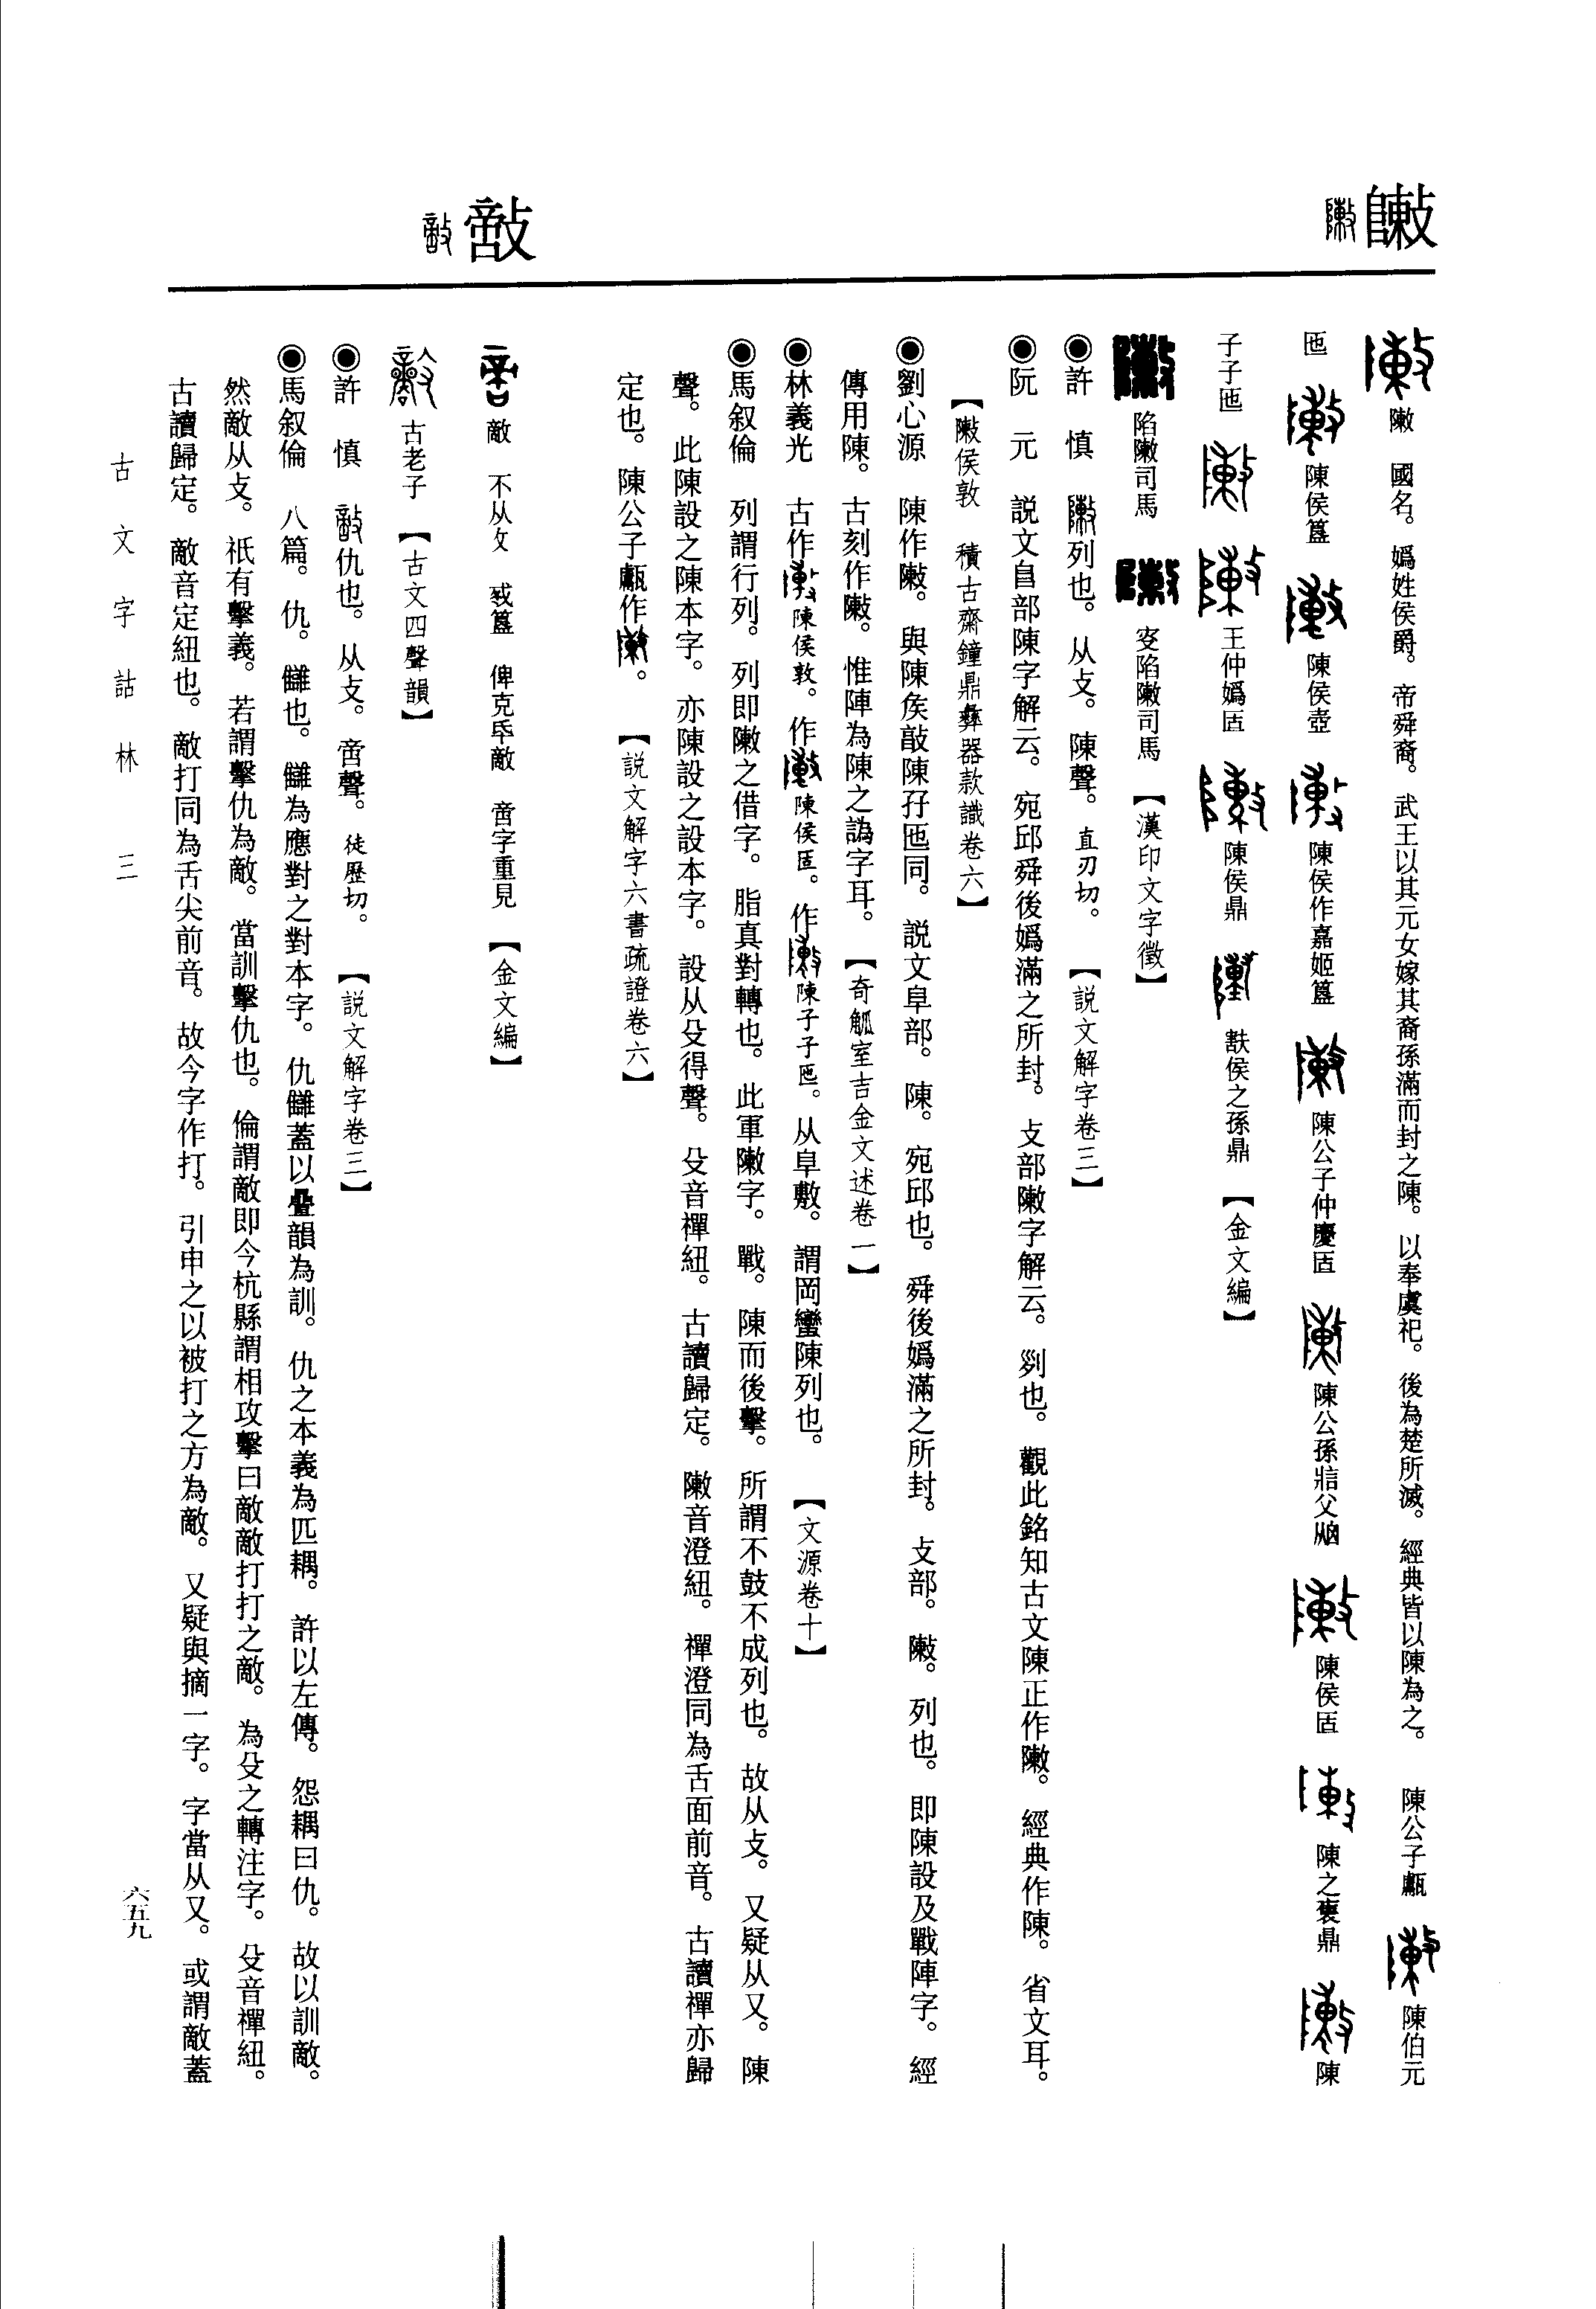 敶
敵
敶 國名。嬀姓侯爵。帝舜裔。武王以其元女嫁其裔孫滿而封之陳。以奉虞祀。後為楚所滅。經典皆以陳為之。 陳公子甗 陳伯元
匜 陳侯簋 陳侯壺 陳侯作嘉姬簋 陳公子仲慶𠤳 陳公孫㾓父 陳侯𠤳 陳之㡭鼎 陳
子子匜 王仲嬀𠤳 陳侯鼎 㝬侯之孫鼎 【金文編】
陷敶司馬 㝊陷敶司馬 【漢印文字徵】
◉許 慎 敶列也。从攴。陳聲。直刃切。 【説文解字卷三】
◉阮 元 説文𨸏部陳字解云。宛邱舜後嬀滿之所封。攴部敶字解云。𠛱也。觀此銘知古文陳正作敶。經典作陳。省文耳。
【敶侯敦 積古齋鐘鼎彝器款識卷六】
◉劉心源 陳作敶。與陳矦㪣陳孖匜同。説文阜部。陳。宛邱也。舜後嬀滿之所封。攴部。敶。列也。即陳設及戰陣字。經
傳用陳。古刻作敶。惟陣為陳之譌字耳。 【奇觚室吉金文述卷一】
◉林義光 古作 陳侯敦。作 陳侯𠤳。作 陳子子匜。从阜敷。謂岡巒陳列也。 【文源卷十】
◉馬叙倫 列謂行列。列即敶之借字。脂真對轉也。此軍敶字。戰。陳而後擊。所謂不鼓不成列也。故从攴。又疑从又。陳
聲。此陳設之陳本字。亦陳設之設本字。設从殳得聲。殳音禪紐。古讀歸定。敶音澄紐。禪澄同為舌面前音。古讀禪亦歸
定也。陳公子甗作 。 【説文解字六書疏證卷六】
敵 不从攵 㦰簋 俾克氒敵 啻字重見 【金文編】
古老子 【古文四聲韻】
◉許 慎 敵仇也。从攴。啻聲。徒歷切。 【説文解字卷三】
◉馬叙倫 八篇。仇。讎也。讎為應對之對本字。仇讎蓋以疊韻為訓。仇之本義為匹耦。許以左傳。怨耦曰仇。故以訓敵。
然敵从攴。祇有擊義。若謂擊仇為敵。當訓擊仇也。倫謂敵即今杭縣謂相攻擊曰敵敵打打之敵。為殳之轉注字。殳音禪紐。
古讀歸定。敵音定紐也。敵打同為舌尖前音。故今字作打。引申之以被打之方為敵。又疑與摘一字。字當从又。或謂敵蓋
古文字詁林 三
六五九